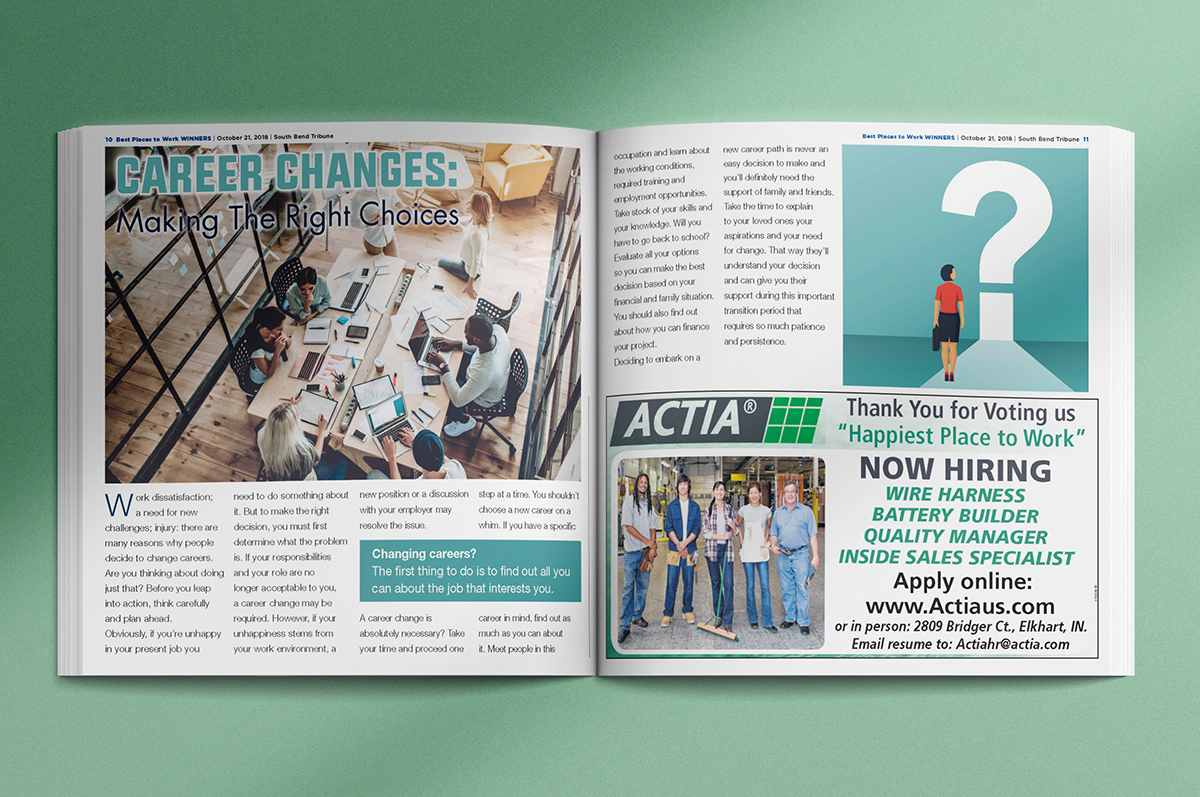 10 Best Places to Work WINNERS | October 21, 2018 | South Bend Tribune
CAREER CHANGES:
Making The Right Choices
Work dissatisfaction;
a need for new
challenges; injury: there are
many reasons why people
decide to change careers.
Are you thinking about doing
just that? Before you leap
into action, think carefully
and plan ahead.
Obviously, if you're unhappy
in your present job you
need to do something about
it. But to make the right
decision, you must first
determine what the problem
is. If your responsibilities
and your role are no
longer acceptable to you,
a career change may be
required. However, if your
unhappiness stems from
your work environment, a
new position or a discussion
with your employer may
resolve the issue.
Changing careers?
The first thing to do is to find out all you
can about the job that interests you.
A career change is
absolutely necessary? Take
your time and proceed one
step at a time. You shouldn't
choose a new career on a
whim. If you have a specific
career in mind, find out as
much as you can about
it. Meet people in this
Best Places to Work WINNERS | October 21, 2018 | South Bend Tribune 11
occupation and learn about
the working conditions,
required training and
employment opportunities.
Take stock of your skills and
your knowledge. Will you
have to go back to school?
Evaluate all your options
so you can make the best
decision based on your
financial and family situation.
You should also find out
about how you can finance
your project.
Deciding to embark on a
new career path is never an
easy decision to make and
you'll definitely need the
support of family and friends.
Take the time to explain
to your loved ones your
aspirations and your need
for change. That way they'll
understand your decision
and can give you their
support during this important
transition period that
requires so much patience
and persistence.
?
ACTIA®
Thank You for Voting us
"Happiest Place to Work"
NOW HIRING
WIRE HARNESS
BATTERY BUILDER
QUALITY MANAGER
INSIDE SALES SPECIALIST
Apply online:
www.Actiaus.com
or in person: 2809 Bridger Ct., Elkhart, IN.
Email resume to: Actiahr@actia.com